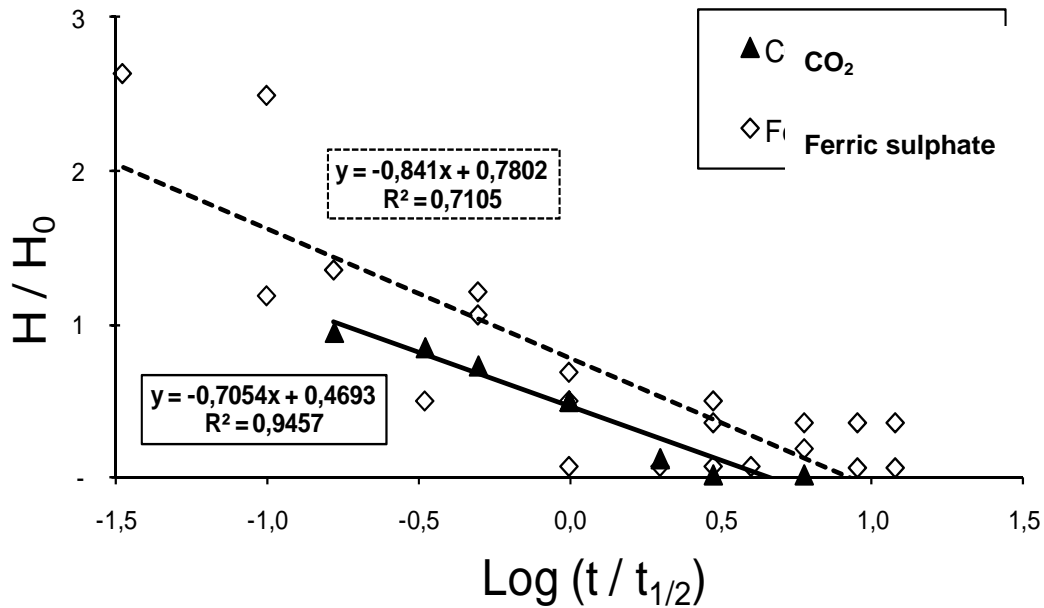 3
C CO₂
F Ferric sulphate
y = -0,841x + 0,7802
R² = 0,7105
2
H / H₀
1
y = -0,7054x + 0,4693
R² = 0,9457
-
-1,5 -1,0 -0,5 0,0 0,5 1,0 1,5
Log (t / t₁/₂)